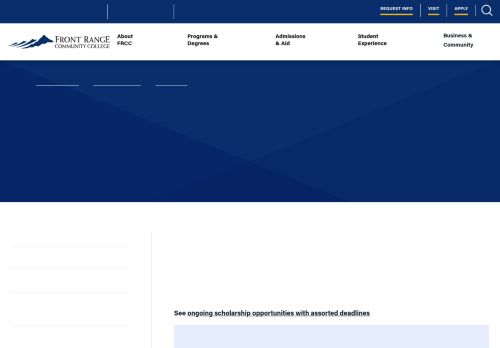 REQUEST INFO
VISIT
APPLY
FRONT RANGE
COMMUNITY COLLEGE
About
FRCC
Programs &
Degrees
Admissions
& Aid
Student
Experience
Business &
Community
See ongoing scholarship opportunities with assorted deadlines